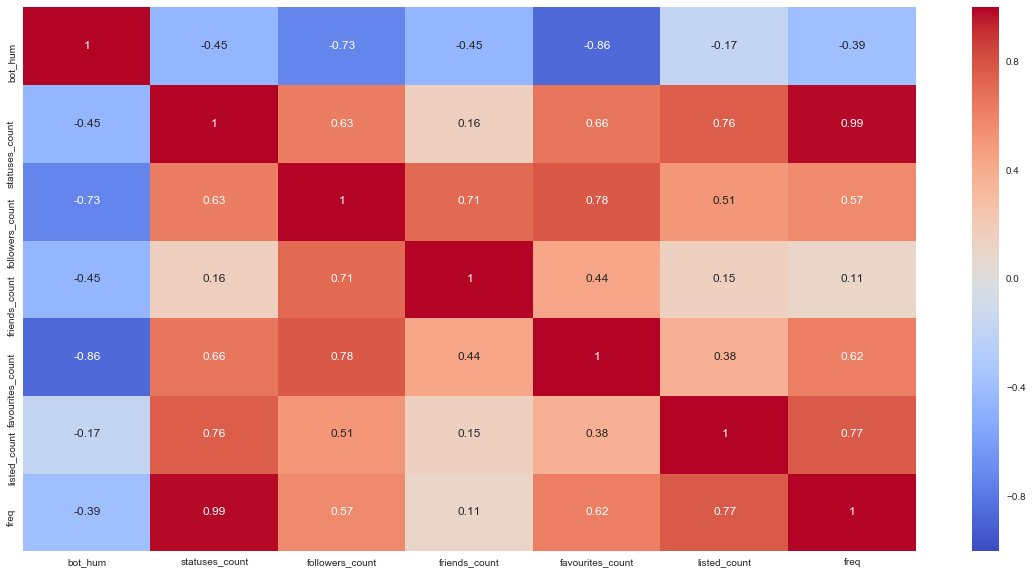 bot_hum 1 -0.45 -0.73 -0.45 -0.86 -0.17 -0.39
statuses_count -0.45 1 0.63 0.16 0.66 0.76 0.99
followers_count -0.73 0.63 1 0.71 0.78 0.51 0.57
friends_count -0.45 0.16 0.71 1 0.44 0.15 0.11
favourites_count -0.86 0.66 0.78 0.44 1 0.38 0.62
listed_count -0.17 0.76 0.51 0.15 0.38 1 0.77
freq -0.39 0.99 0.57 0.11 0.62 0.77 1
bot_hum statuses_count followers_count friends_count favourites_count listed_count freq
0.8
0.4
0.0
−0.4
−0.8